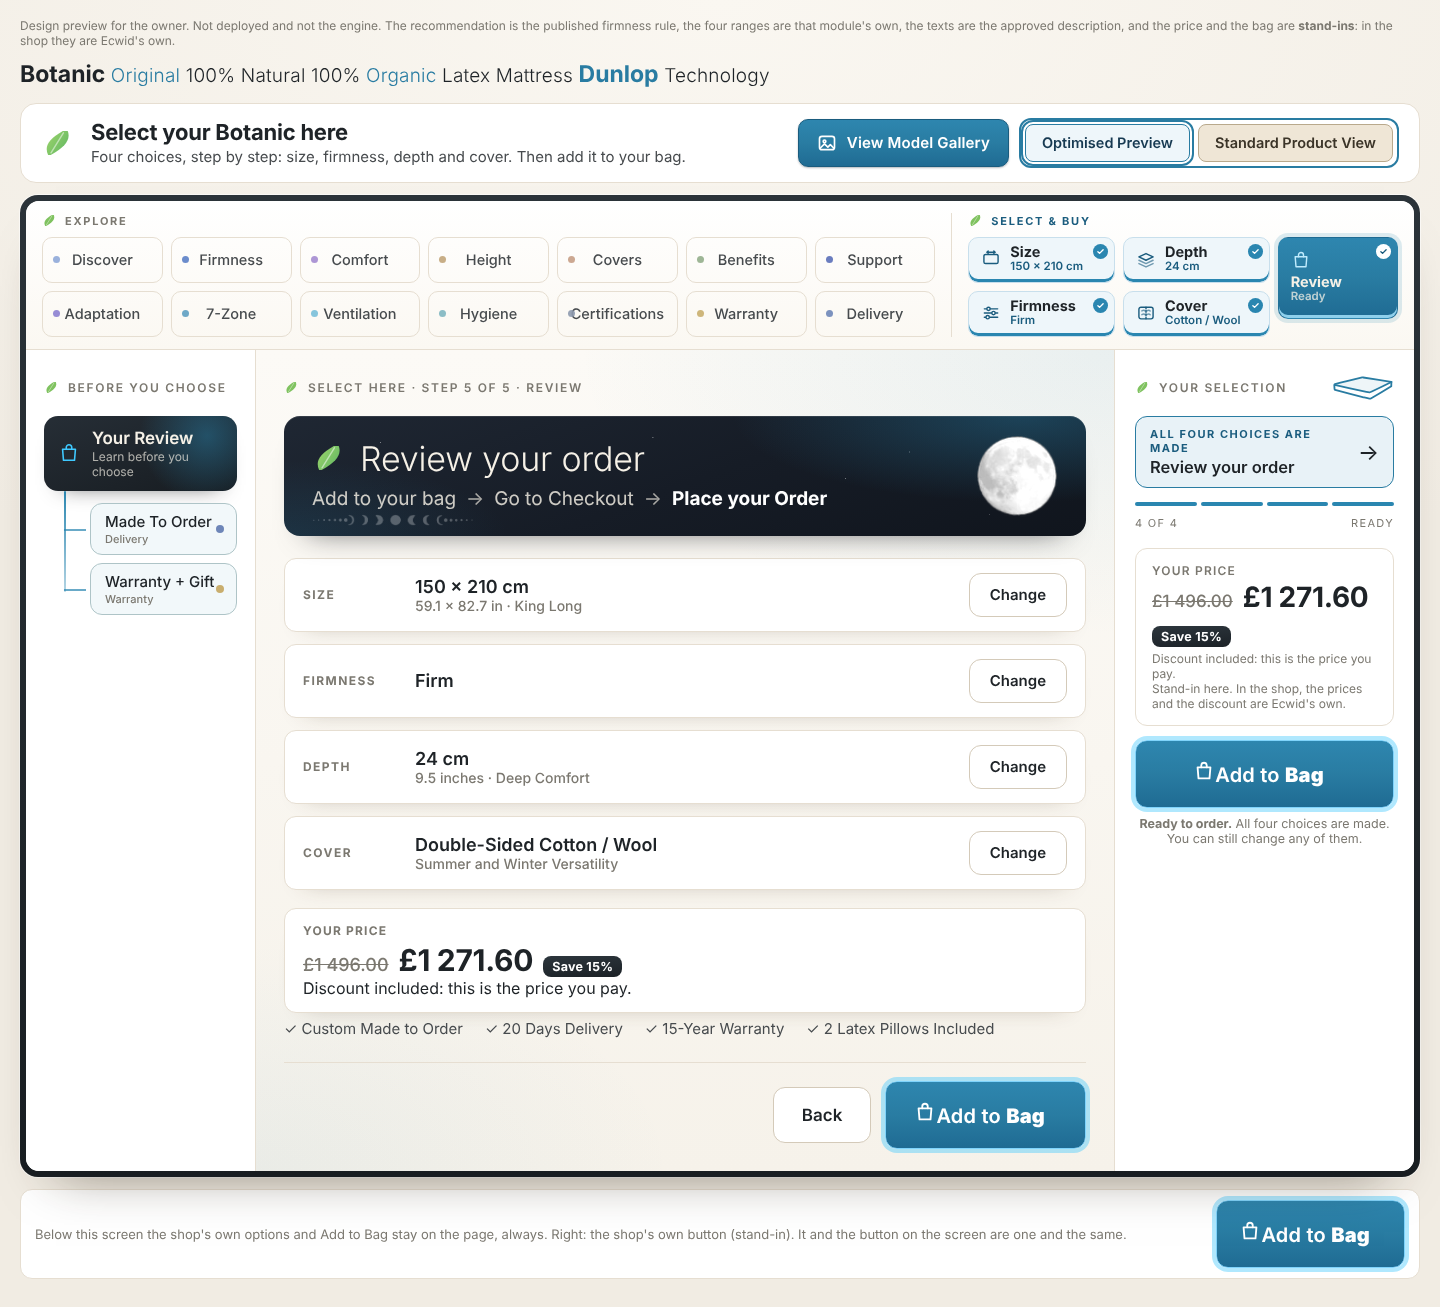 Design preview for the owner. Not deployed and not the engine. The recommendation is the published firmness rule, the four ranges are that module's own, the texts are the approved description, and the price and the bag are stand-ins: in the
shop they are Ecwid's own.
Botanic Original 100% Natural 100% Organic Latex Mattress Dunlop Technology
Select your Botanic here
Four choices, step by step: size, firmness, depth and cover. Then add it to your bag.
View Model Gallery
Optimised Preview
Standard Product View
EXPLORE
Discover
Firmness
Comfort
Height
Covers
Benefits
Support
Adaptation
7-Zone
Ventilation
Hygiene
Certifications
Warranty
Delivery
SELECT & BUY
Size
150 × 210 cm
Depth
24 cm
Firmness
Firm
Cover
Cotton / Wool
Review
Ready
BEFORE YOU CHOOSE
Your Review
Learn before you
choose
Made To Order
Delivery
Warranty + Gift
Warranty
SELECT HERE · STEP 5 OF 5 · REVIEW
Review your order
Add to your bag → Go to Checkout → Place your Order
SIZE
150 × 210 cm
59.1 × 82.7 in · King Long
Change
FIRMNESS
Firm
Change
DEPTH
24 cm
9.5 inches · Deep Comfort
Change
COVER
Double-Sided Cotton / Wool
Summer and Winter Versatility
Change
YOUR PRICE
£1 496.00 £1 271.60 Save 15%
Discount included: this is the price you pay.
✓ Custom Made to Order ✓ 20 Days Delivery ✓ 15-Year Warranty ✓ 2 Latex Pillows Included
Back
Add to Bag
YOUR SELECTION
ALL FOUR CHOICES ARE
MADE
Review your order →
4 OF 4
READY
YOUR PRICE
£1 496.00 £1 271.60
Save 15%
Discount included: this is the price you
pay.
Stand-in here. In the shop, the prices
and the discount are Ecwid's own.
Add to Bag
Ready to order. All four choices are made.
You can still change any of them.
Below this screen the shop's own options and Add to Bag stay on the page, always. Right: the shop's own button (stand-in). It and the button on the screen are one and the same.
Add to Bag